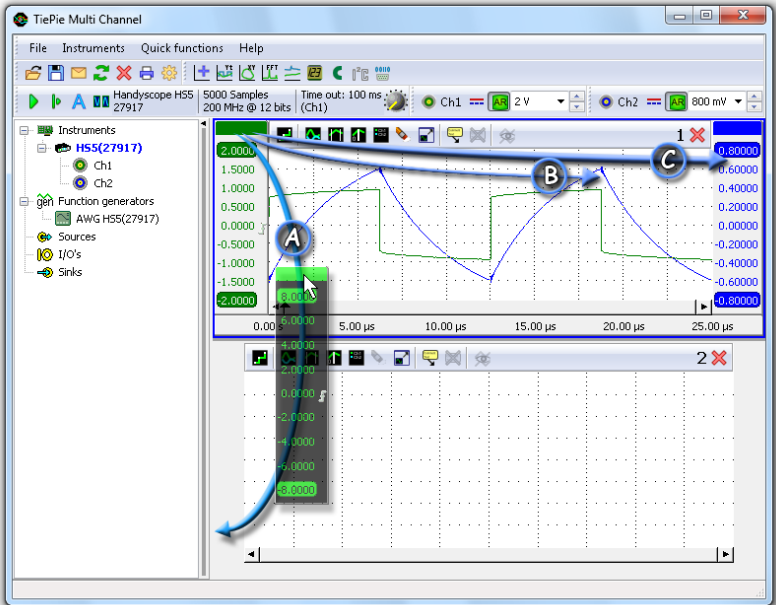 TiePie Multi Channel
File Instruments Quick functions Help
Handyscope HS5
27917
5000 Samples
200 MHz @ 12 bits
Time out: 100 ms
(Ch1)
Ch1 AR 2 V
Ch2 AR 800 mV
Instruments
HS5(27917)
Ch1
Ch2
gen Function generators
AWG HS5(27917)
Sources
I/O's
Sinks
1
2.0000
1.5000
1.0000
0.5000
0.0000
-0.5000
-1.0000
-1.5000
-2.0000
A
B
C
0.80000
0.60000
0.40000
0.20000
0.00000
-0.20000
-0.40000
-0.60000
-0.80000
5.00 µs
10.00 µs
15.00 µs
20.00 µs
25.00 µs
2
8.0000
6.0000
4.0000
2.0000
0.0000
-2.0000
-4.0000
-6.0000
-8.0000